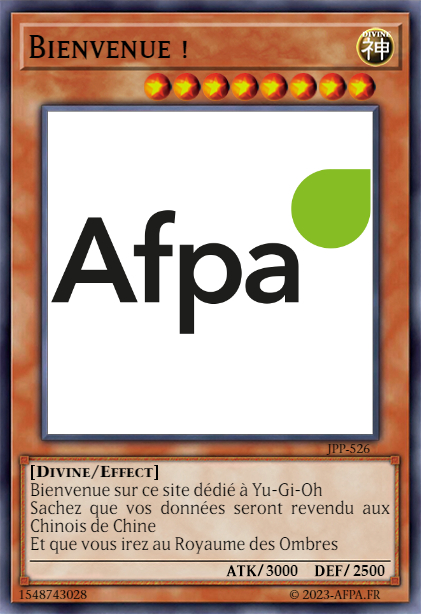 BIENVENUE !
DIVINE
神
Afpa
JPP-526
[DIVINE/EFFECT]
Bienvenue sur ce site dédié à Yu-Gi-Oh
Sachez que vos données seront revendu aux
Chinois de Chine
Et que vous irez au Royaume des Ombres
ATK/3000 DEF/2500
1548743028 © 2023-AFPA.FR